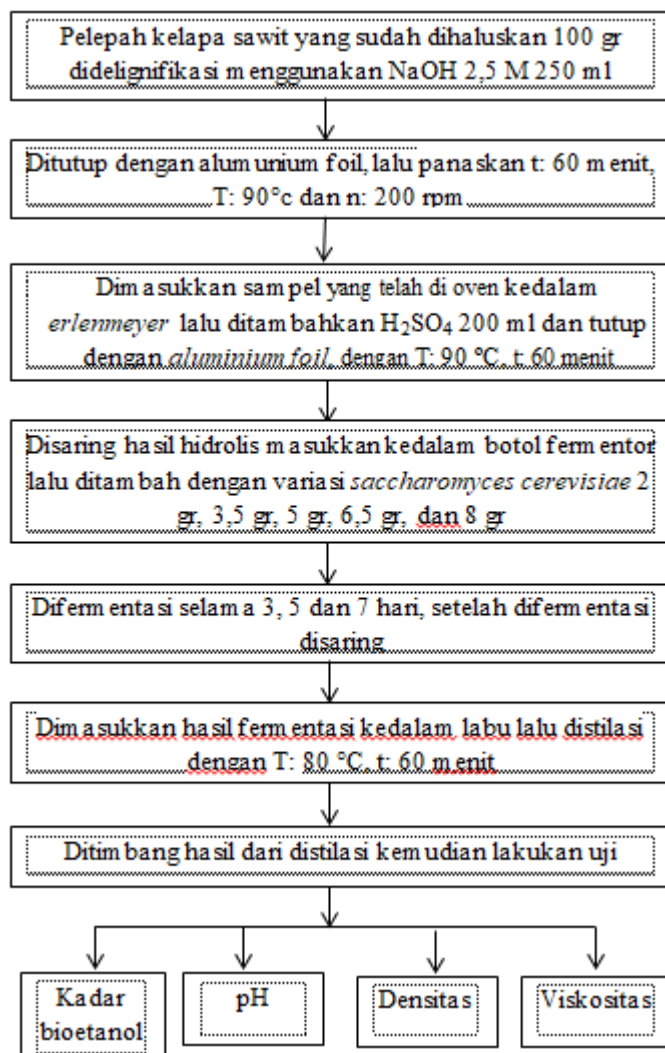 Pelepah kelapa sawit yang sudah dihaluskan 100 gr
didelignifikasi menggunakan NaOH 2,5 M 250 ml
Ditutup dengan alumunium foil, lalu panaskan t: 60 menit,
T: 90°c dan n: 200 rpm
Dimasukkan sampel yang telah di oven kedalam
erlenmeyer lalu ditambahkan H₂SO₄ 200 ml dan tutup
dengan aluminium foil, dengan T: 90 °C. t: 60 menit
Disaring hasil hidrolis masukkan kedalam botol fermentor
lalu ditambah dengan variasi saccharomyces cerevisiae 2
gr, 3,5 gr, 5 gr, 6,5 gr, dan 8 gr
Difermentasi selama 3, 5 dan 7 hari, setelah difermentasi
disaring
Dimasukkan hasil fermentasi kedalam labu lalu distilasi
dengan T: 80 °C. t: 60 menit
Ditimbang hasil dari distilasi kemudian lakukan uji
Kadar
bioetanol
pH
Densitas
Viskositas